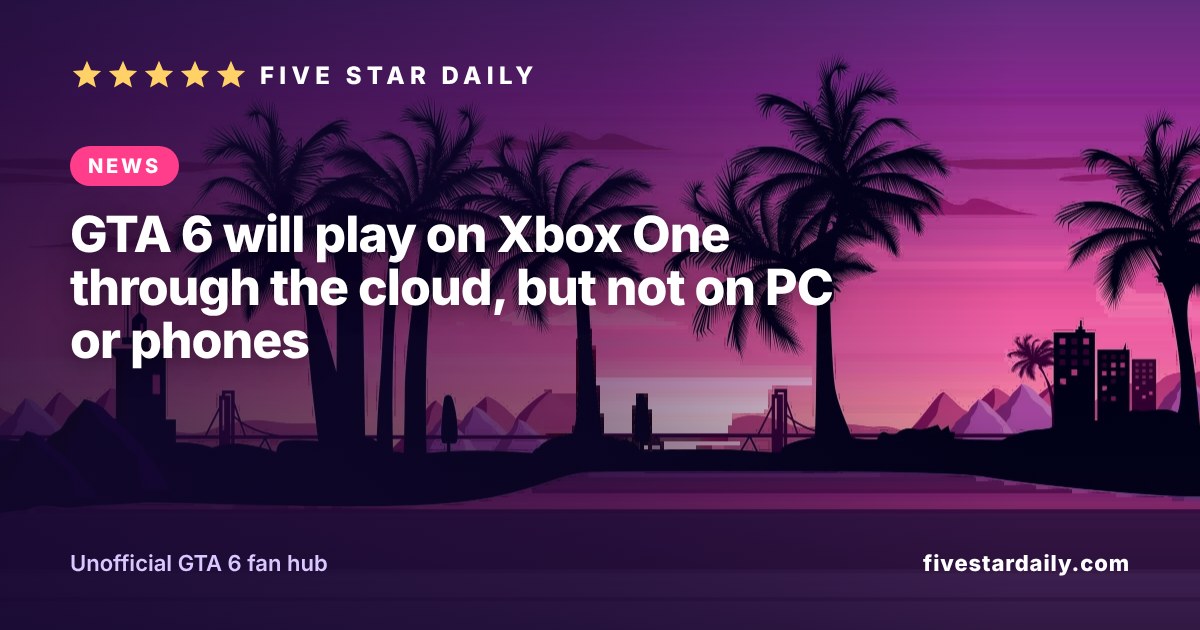 FIVE STAR DAILY
NEWS
GTA 6 will play on Xbox One
through the cloud, but not on PC
or phones
Unofficial GTA 6 fan hub
fivestardaily.com